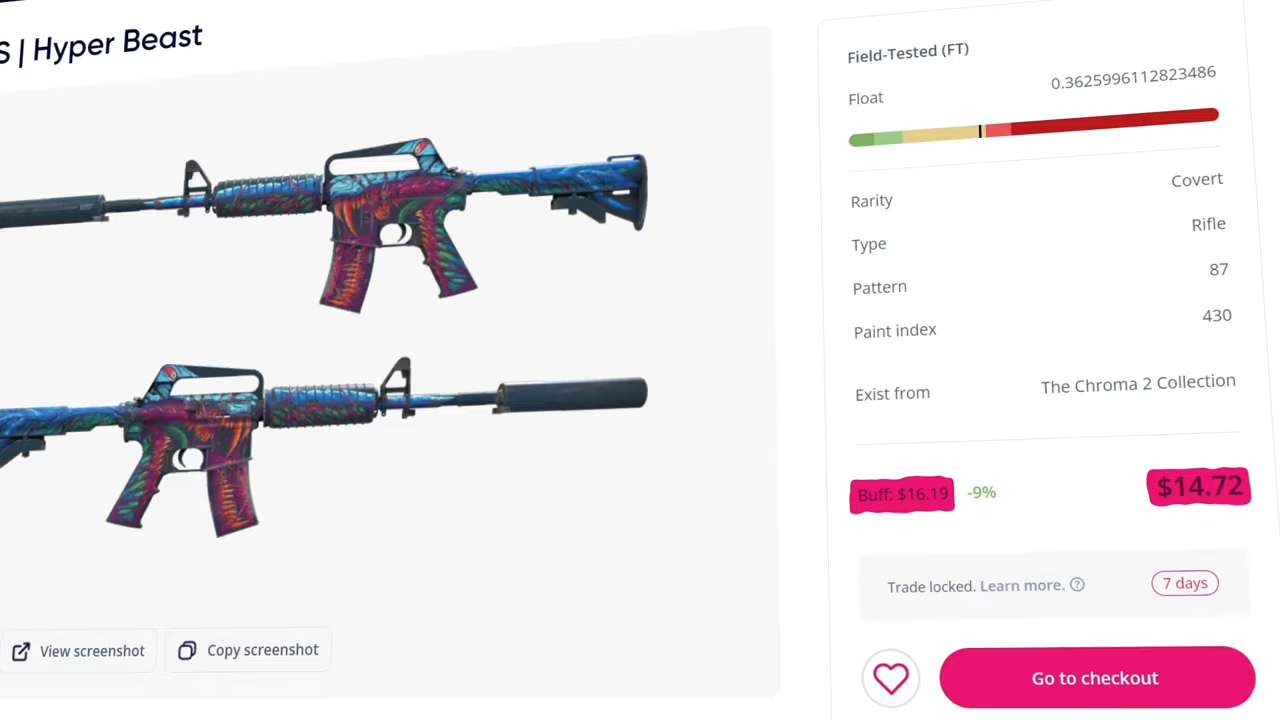 S | Hyper Beast
Field-Tested (FT)
Float 0.3625996112823486
Rarity Covert
Type Rifle
Pattern 87
Paint index 430
Exist from The Chroma 2 Collection
Buff: $16.19 -9% $14.72
Trade locked. Learn more. ? 7 days
View screenshot Copy screenshot
Go to checkout